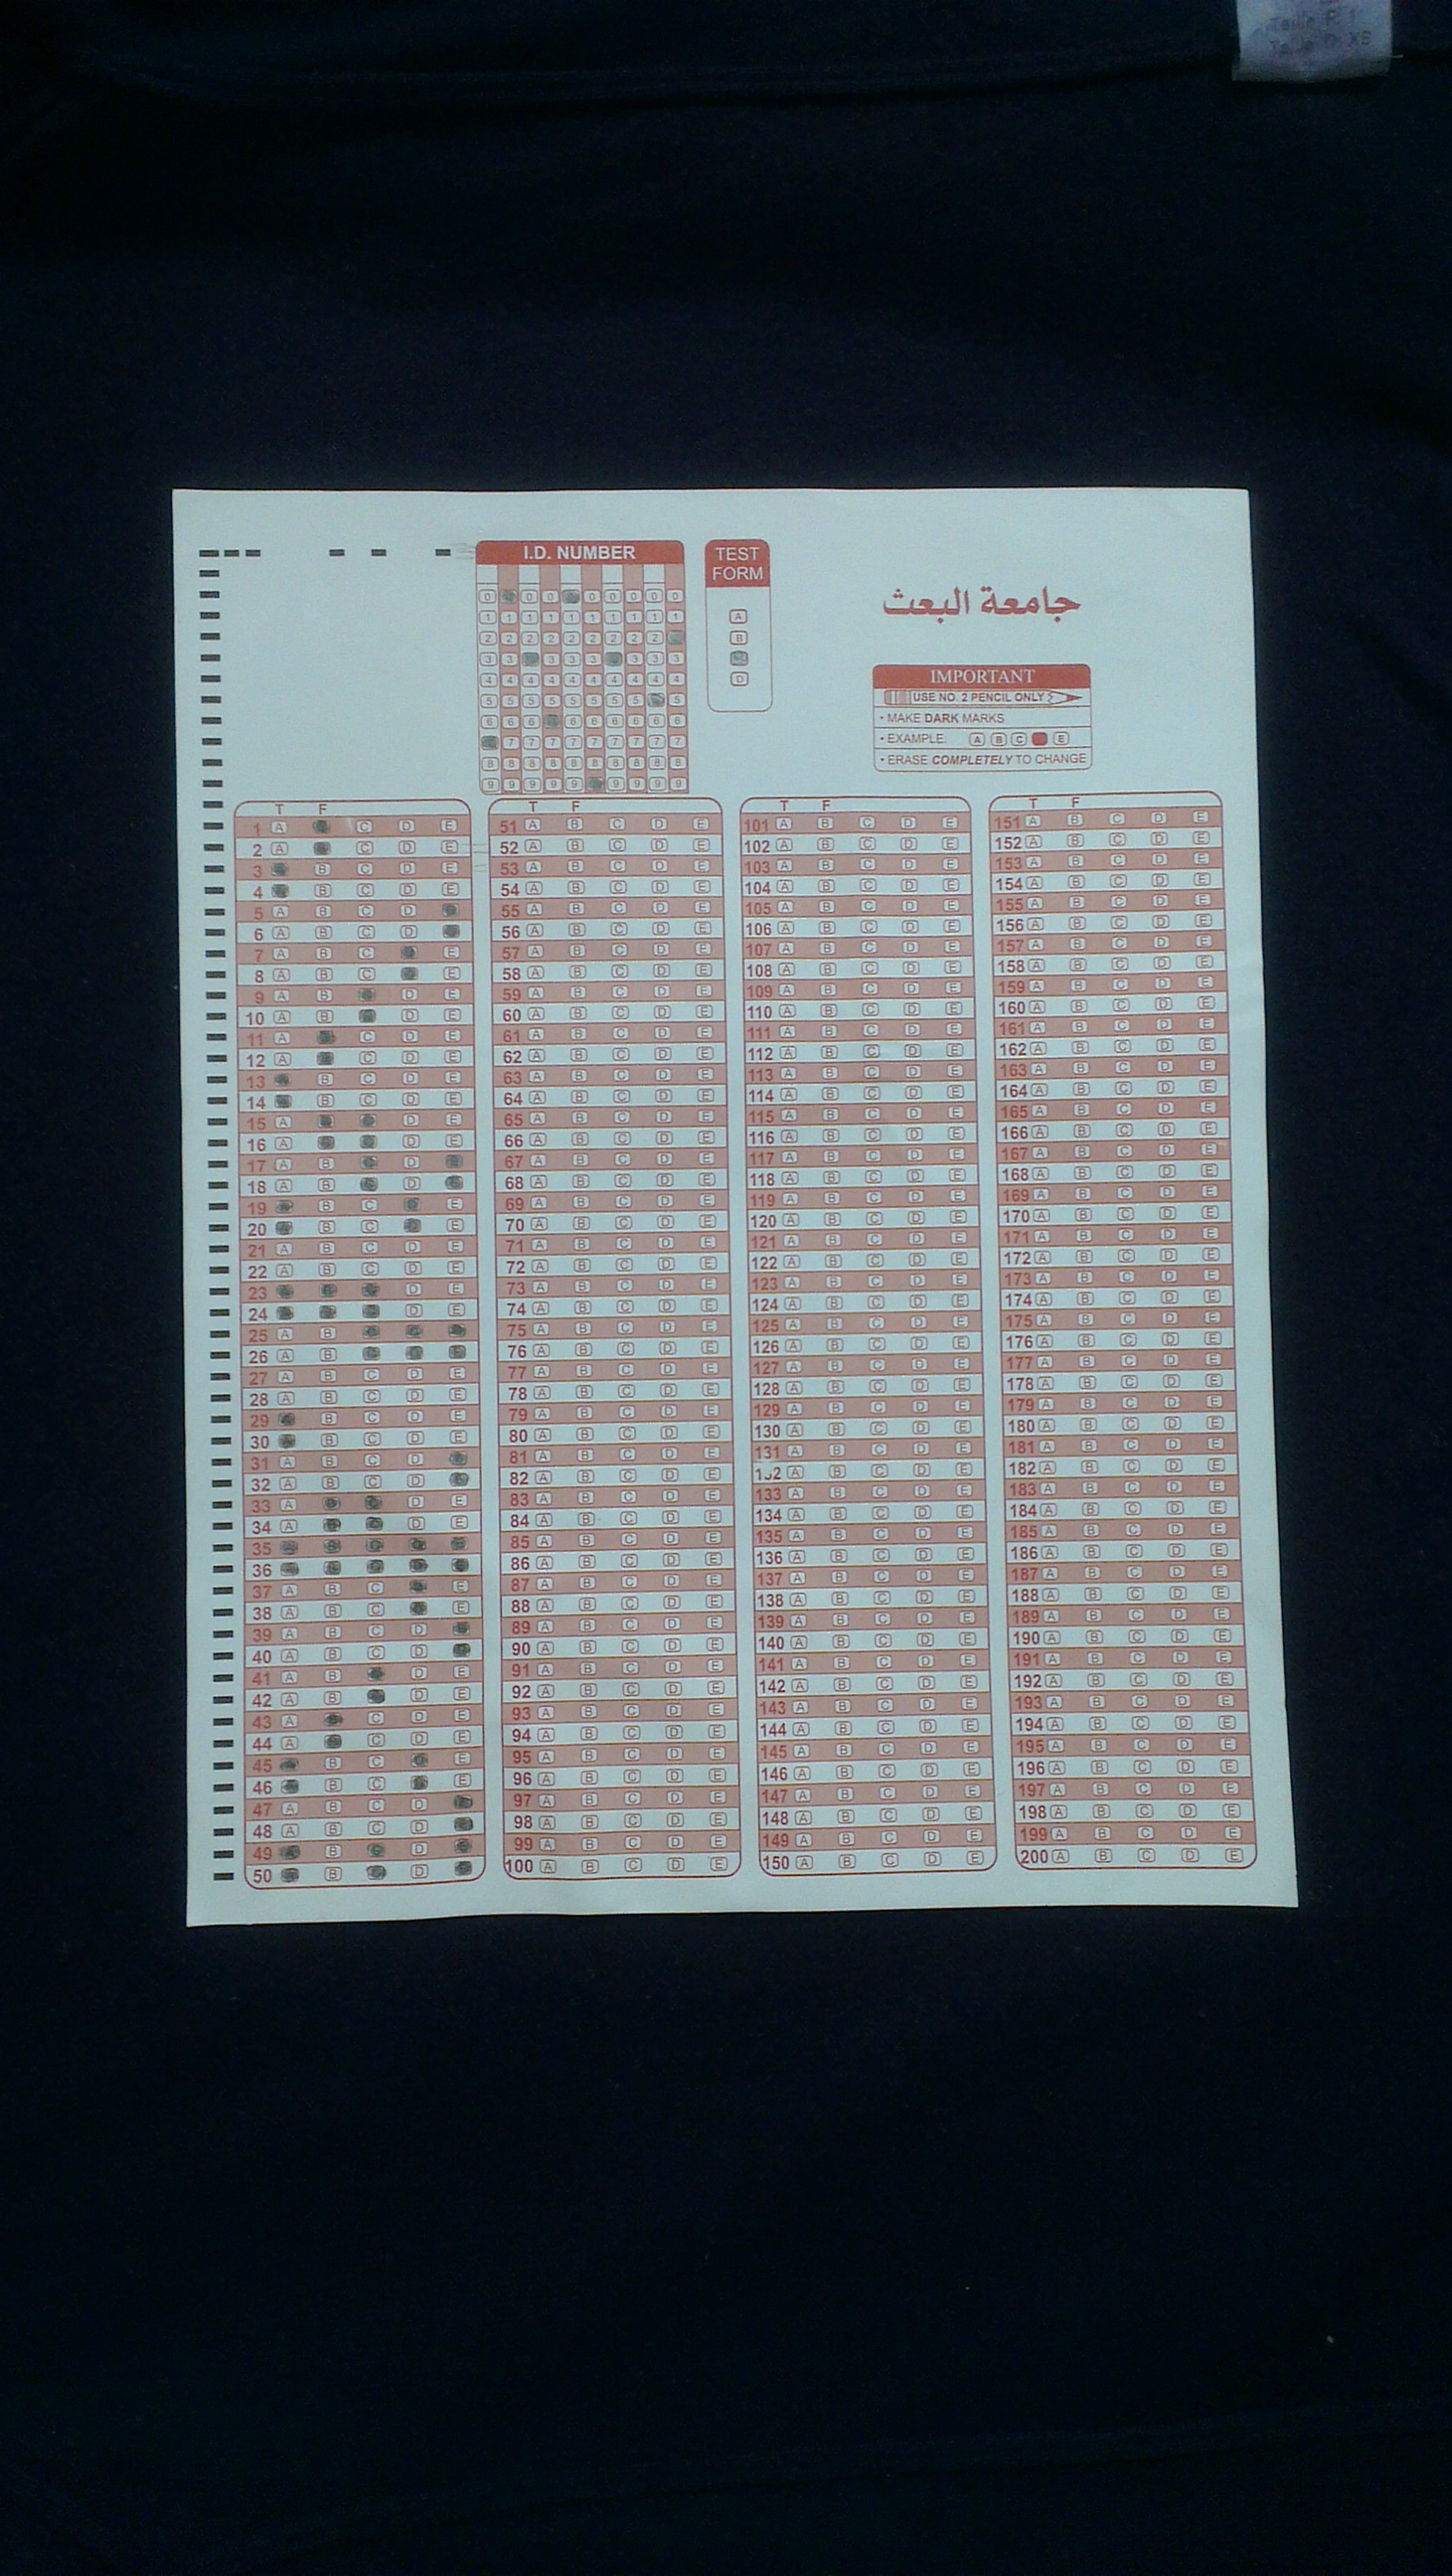 Taille
XS
I.D. NUMBER
0 0 0 0 0 0 0 0
1 1 1 1 1 1 1 1 1 1
2 2 2 2 2 2 2 2 2
3 3 3 3 3 3 3 3
4 4 4 4 4 4 4 4 4 4
5 5 5 5 5 5 5 5 5
6 6 6 6 6 6 6 6 6
7 7 7 7 7 7 7 7 7
8 8 8 8 8 8 8 8 8 8
9 9 9 9 9 9 9 9 9
TEST
FORM
A
B
D
جامعة البعث
IMPORTANT
USE NO. 2 PENCIL ONLY
• MAKE DARK MARKS
• EXAMPLE: A B C E
• ERASE COMPLETELY TO CHANGE
T F
1 A C D E
2 A C D E
3 B C D E
4 B C D E
5 A B C D
6 A B C D
7 A B C E
8 A B C E
9 A B D E
10 A B D E
11 A C D E
12 A C D E
13 B C D E
14 B C D E
15 A D E
16 A D E
17 A B D
18 A B D
19 B C E
20 B C E
21 A B C D E
22 A B C D E
23 D E
24 D E
25 A B
26 A B
27 A B C D E
28 A B C D E
29 B C D E
30 B C D E
31 A B C D
32 A B C D
33 A D E
34 A D E
35
36
37 A B C E
38 A B C E
39 A B C D
40 A B C D
41 A B D E
42 A B D E
43 A C D E
44 A C D E
45 B C E
46 B C E
47 A B C D
48 A B C D
49 B D
50 B D
T F
51 A B C D E
52 A B C D E
53 A B C D E
54 A B C D E
55 A B C D E
56 A B C D E
57 A B C D E
58 A B C D E
59 A B C D E
60 A B C D E
61 A B C D E
62 A B C D E
63 A B C D E
64 A B C D E
65 A B C D E
66 A B C D E
67 A B C D E
68 A B C D E
69 A B C D E
70 A B C D E
71 A B C D E
72 A B C D E
73 A B C D E
74 A B C D E
75 A B C D E
76 A B C D E
77 A B C D E
78 A B C D E
79 A B C D E
80 A B C D E
81 A B C D E
82 A B C D E
83 A B C D E
84 A B C D E
85 A B C D E
86 A B C D E
87 A B C D E
88 A B C D E
89 A B C D E
90 A B C D E
91 A B C D E
92 A B C D E
93 A B C D E
94 A B C D E
95 A B C D E
96 A B C D E
97 A B C D E
98 A B C D E
99 A B C D E
100 A B C D E
T F
101 A B C D E
102 A B C D E
103 A B C D E
104 A B C D E
105 A B C D E
106 A B C D E
107 A B C D E
108 A B C D E
109 A B C D E
110 A B C D E
111 A B C D E
112 A B C D E
113 A B C D E
114 A B C D E
115 A B C D E
116 A B C D E
117 A B C D E
118 A B C D E
119 A B C D E
120 A B C D E
121 A B C D E
122 A B C D E
123 A B C D E
124 A B C D E
125 A B C D E
126 A B C D E
127 A B C D E
128 A B C D E
129 A B C D E
130 A B C D E
131 A B C D E
132 A B C D E
133 A B C D E
134 A B C D E
135 A B C D E
136 A B C D E
137 A B C D E
138 A B C D E
139 A B C D E
140 A B C D E
141 A B C D E
142 A B C D E
143 A B C D E
144 A B C D E
145 A B C D E
146 A B C D E
147 A B C D E
148 A B C D E
149 A B C D E
150 A B C D E
T F
151 A B C D E
152 A B C D E
153 A B C D E
154 A B C D E
155 A B C D E
156 A B C D E
157 A B C D E
158 A B C D E
159 A B C D E
160 A B C D E
161 A B C D E
162 A B C D E
163 A B C D E
164 A B C D E
165 A B C D E
166 A B C D E
167 A B C D E
168 A B C D E
169 A B C D E
170 A B C D E
171 A B C D E
172 A B C D E
173 A B C D E
174 A B C D E
175 A B C D E
176 A B C D E
177 A B C D E
178 A B C D E
179 A B C D E
180 A B C D E
181 A B C D E
182 A B C D E
183 A B C D E
184 A B C D E
185 A B C D E
186 A B C D E
187 A B C D E
188 A B C D E
189 A B C D E
190 A B C D E
191 A B C D E
192 A B C D E
193 A B C D E
194 A B C D E
195 A B C D E
196 A B C D E
197 A B C D E
198 A B C D E
199 A B C D E
200 A B C D E